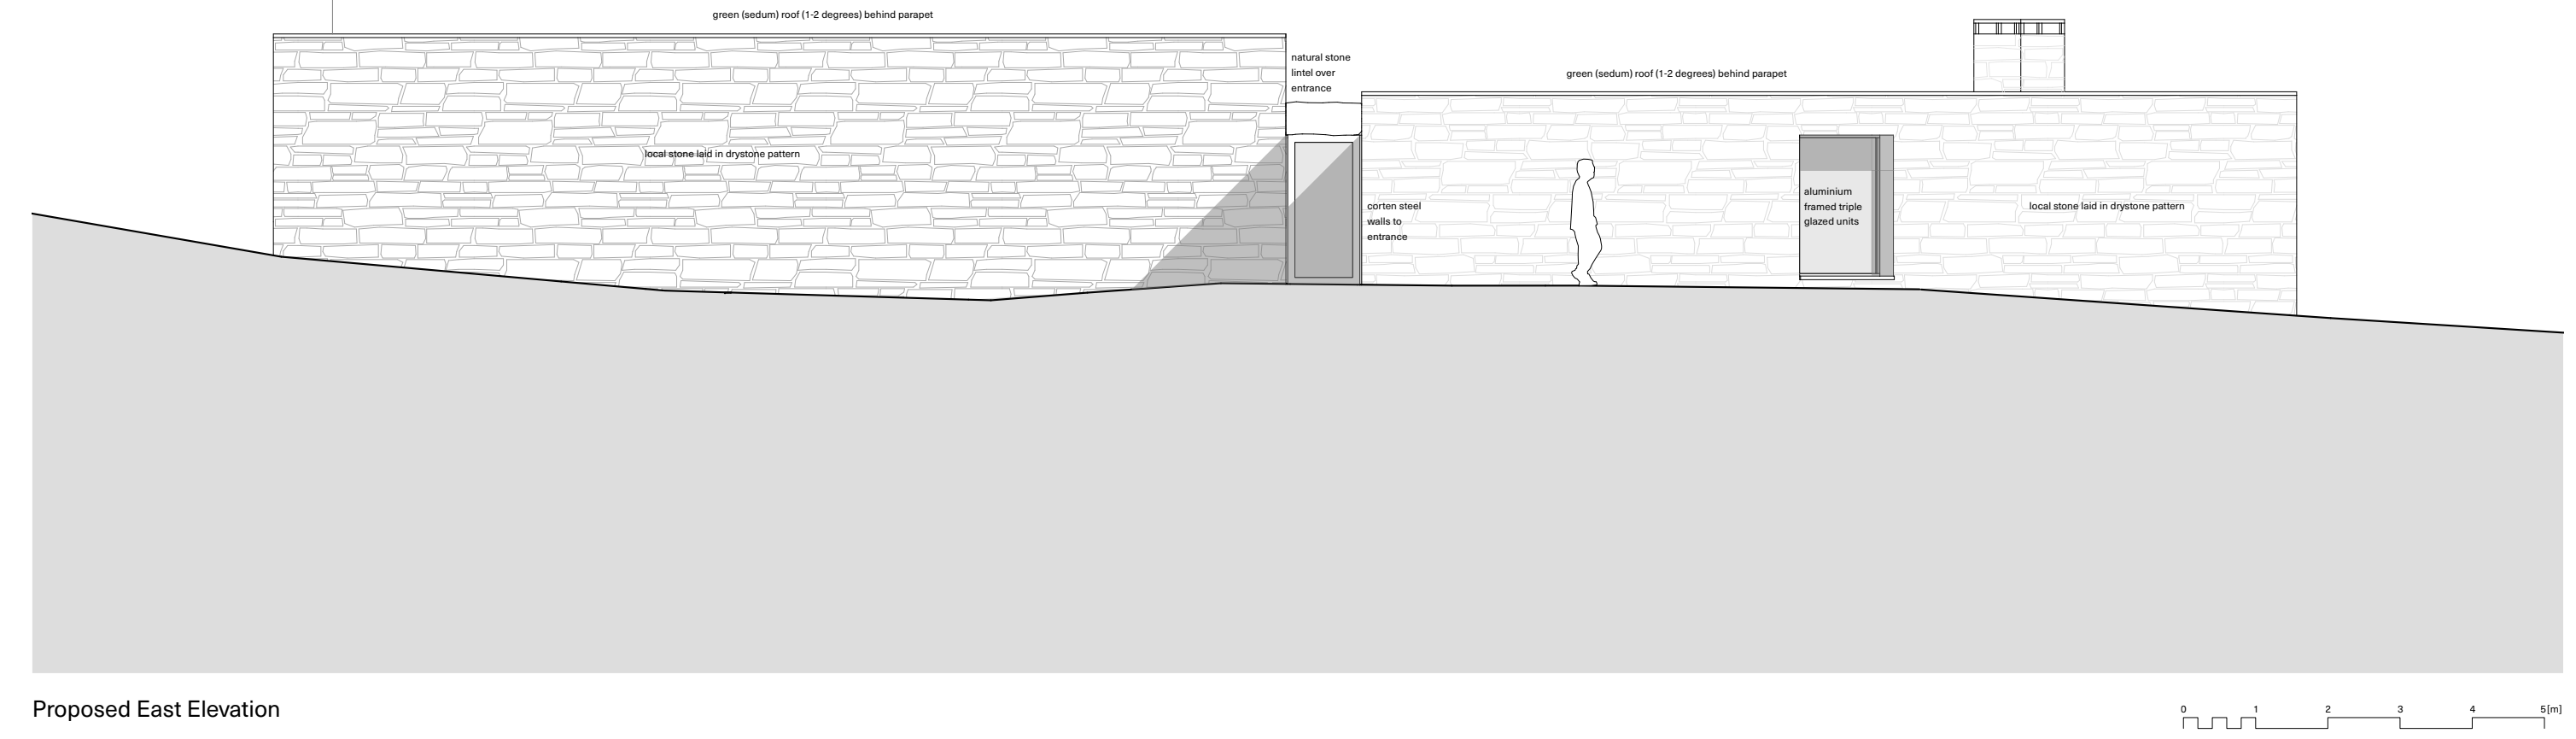 green (sedum) roof (1-2 degrees) behind parapet
natural stone
lintel over
entrance
green (sedum) roof (1-2 degrees) behind parapet
local stone laid in drystone pattern
corten steel
walls to
entrance
aluminium
framed triple
glazed units
local stone laid in drystone pattern
Proposed East Elevation
0 1 2 3 4 5[m]